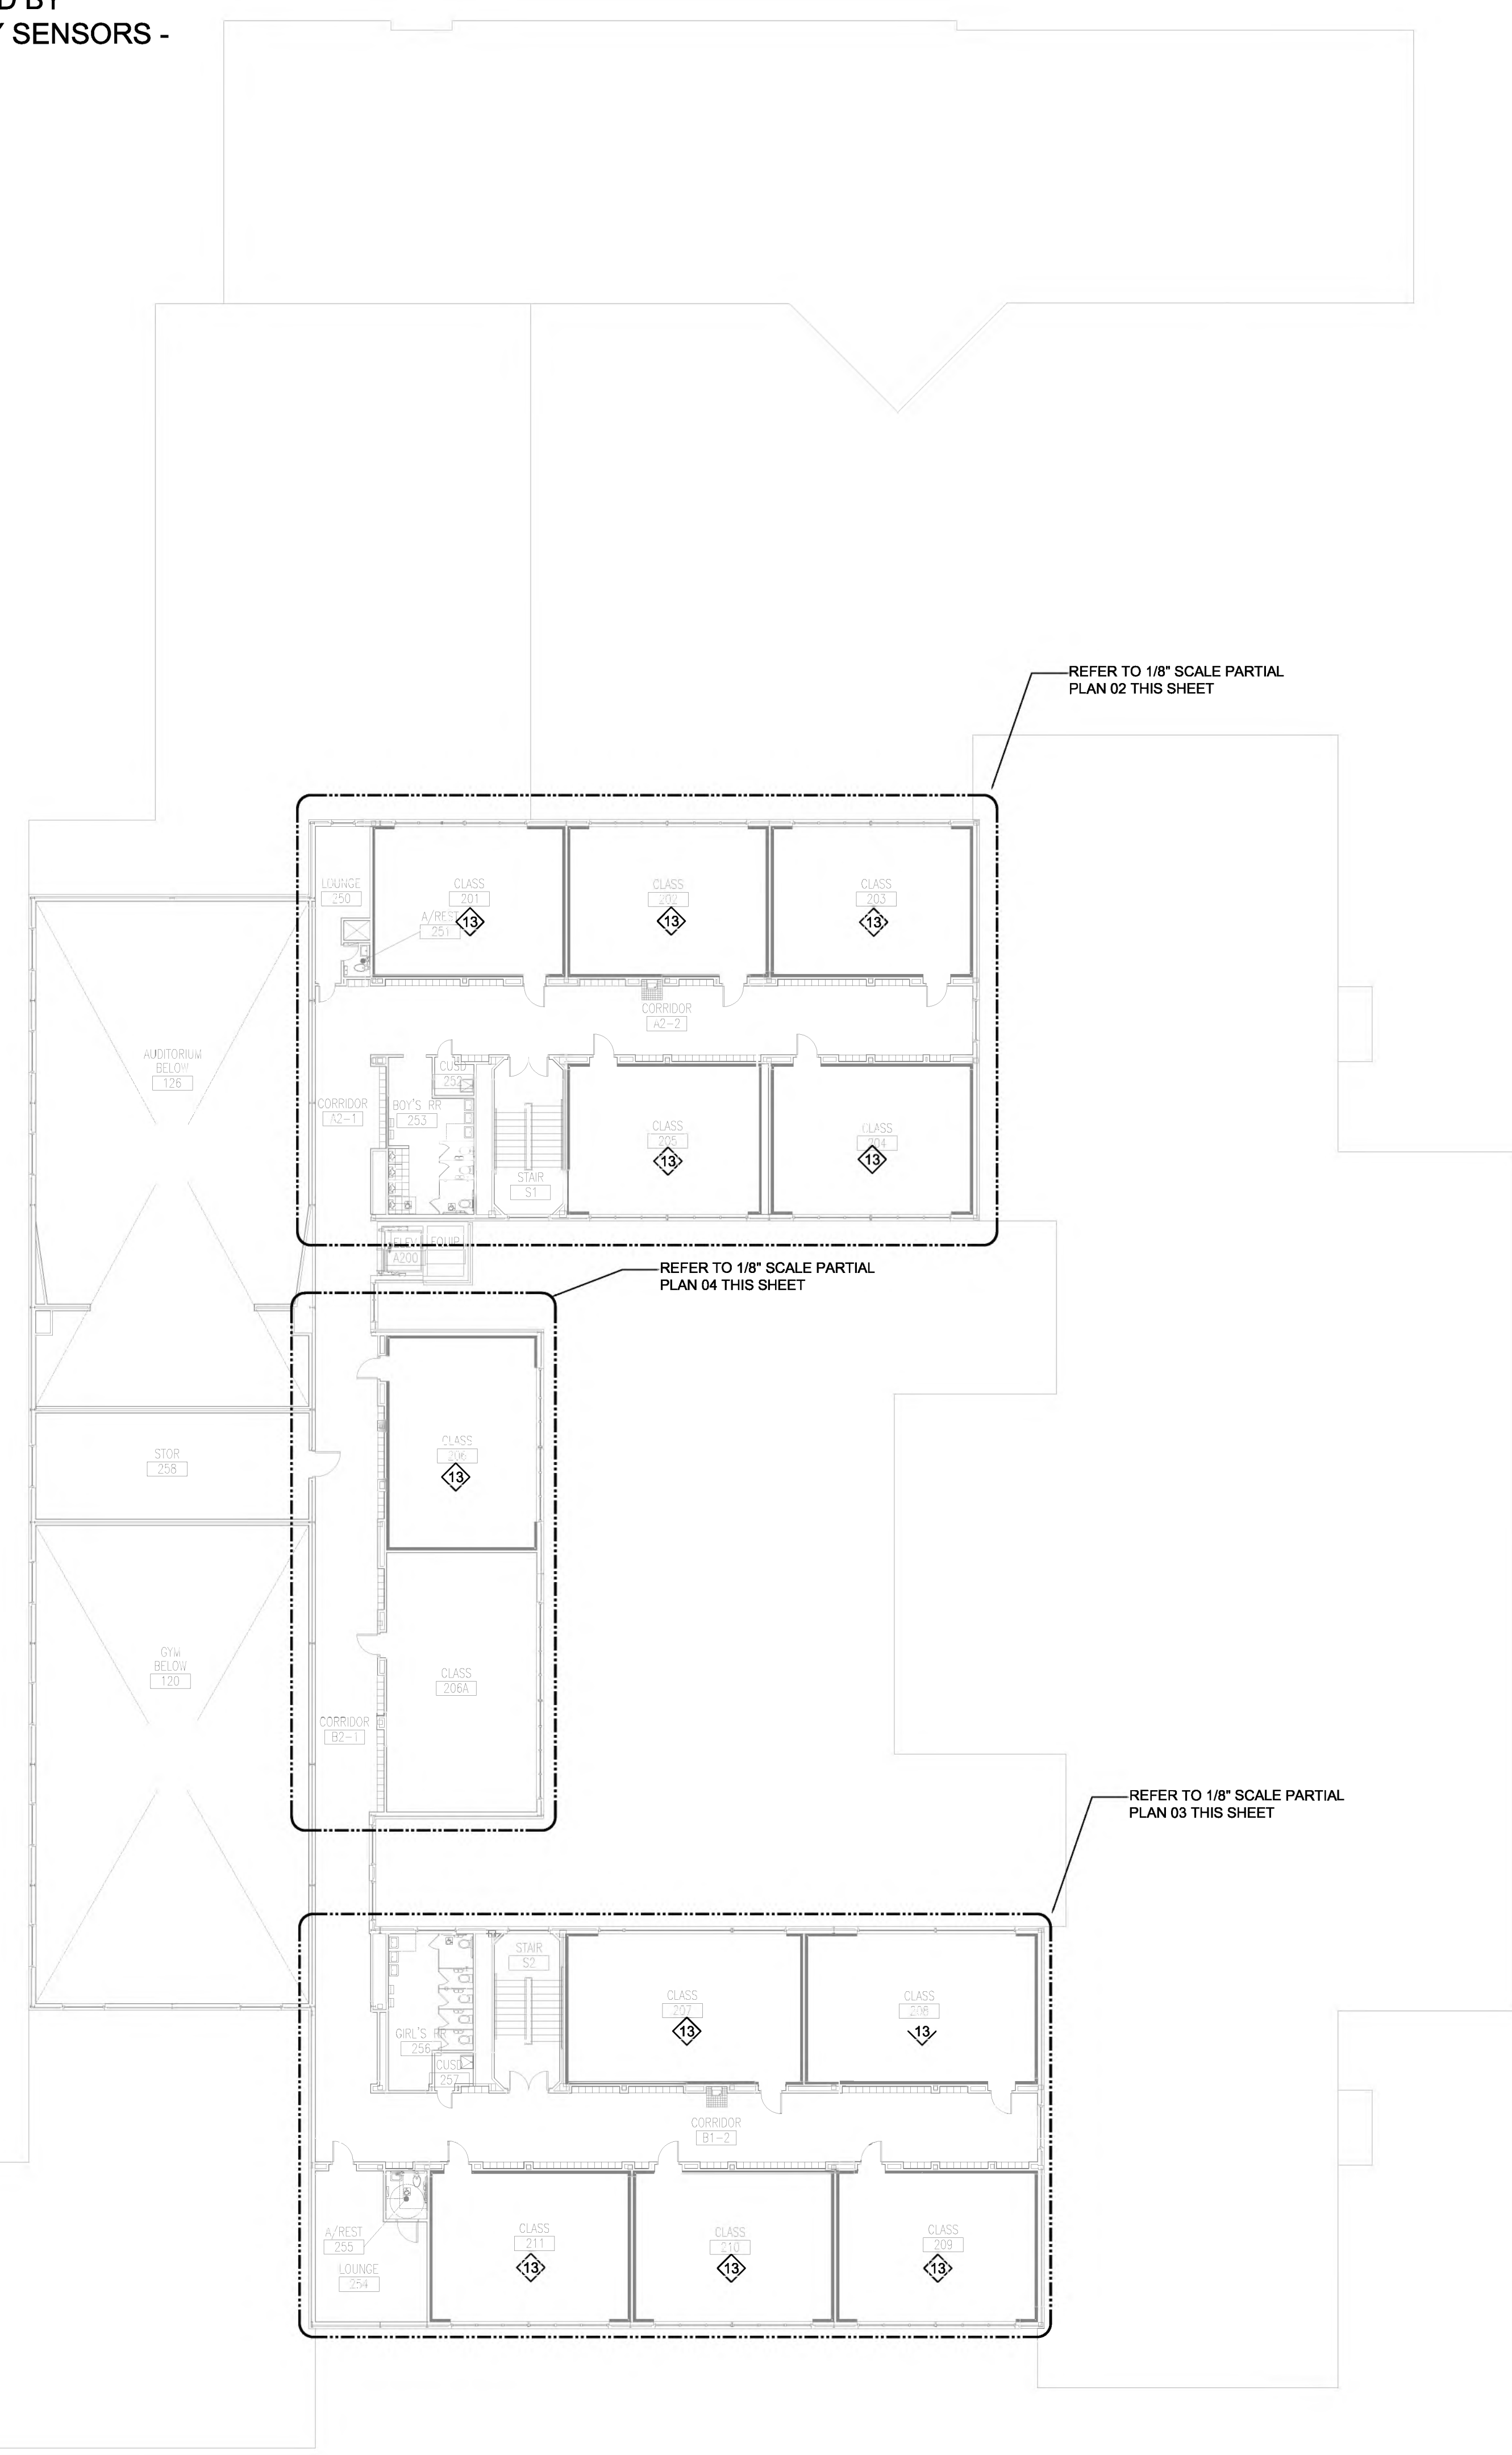 D BY
Y SENSORS -
REFER TO 1/8" SCALE PARTIAL
PLAN 02 THIS SHEET
LOUNGE
250
CLASS
201
13
CLASS
202
13
CLASS
203
13
A/REST
251
CORRIDOR
A2-2
AUDITORIUM
BELOW
126
CORRIDOR
A2-1
CUSD
252
BOY'S RR
253
STAIR
S1
CLASS
205
13
CLASS
204
13
ELEV
A200
EQUIP
REFER TO 1/8" SCALE PARTIAL
PLAN 04 THIS SHEET
CLASS
206
13
STOR
258
GYM
BELOW
120
CLASS
206A
CORRIDOR
B2-1
REFER TO 1/8" SCALE PARTIAL
PLAN 03 THIS SHEET
STAIR
S2
CLASS
207
13
CLASS
208
13
GIRL'S RR
256
CUSD
257
CORRIDOR
B1-2
A/REST
255
LOUNGE
254
CLASS
211
13
CLASS
210
13
CLASS
209
13